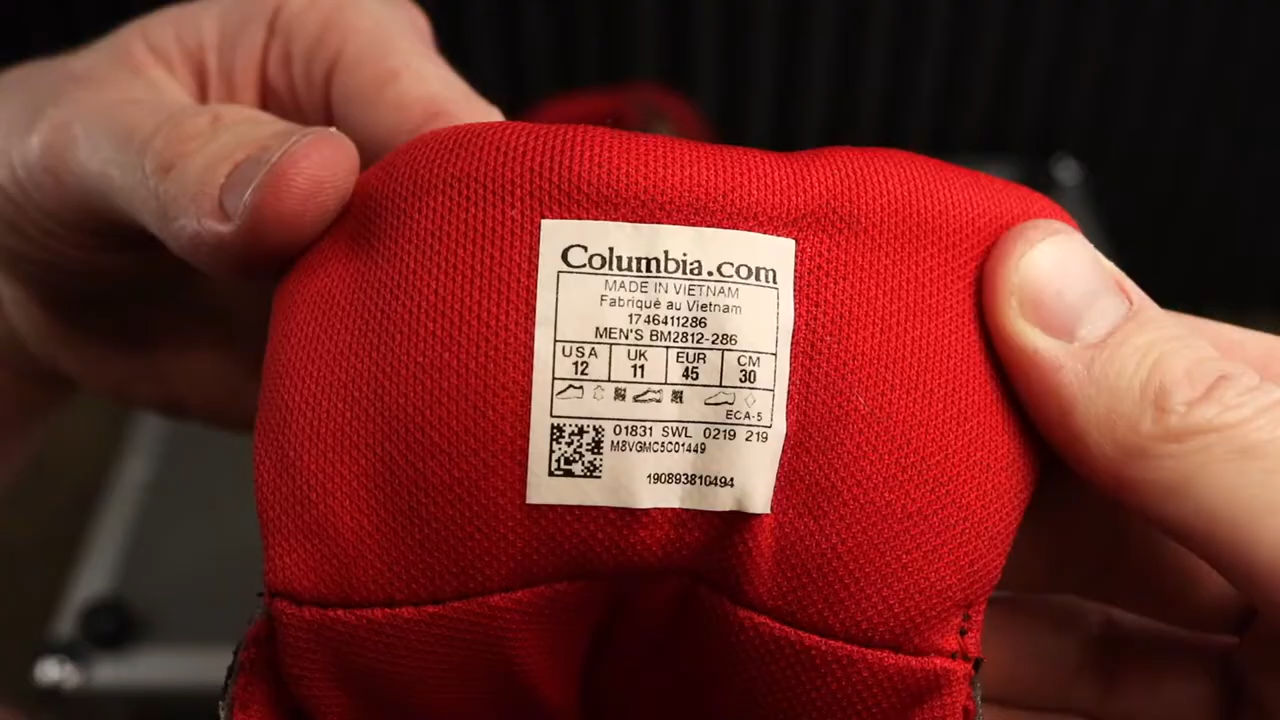 Columbia.com
MADE IN VIETNAM
Fabriqué au Vietnam
1746411286
MEN'S BM2812-286
USA UK EUR CM
12 11 45 30
ECA-5
01831 SWL 0219 219
M8VGMC5C01449
190893810494